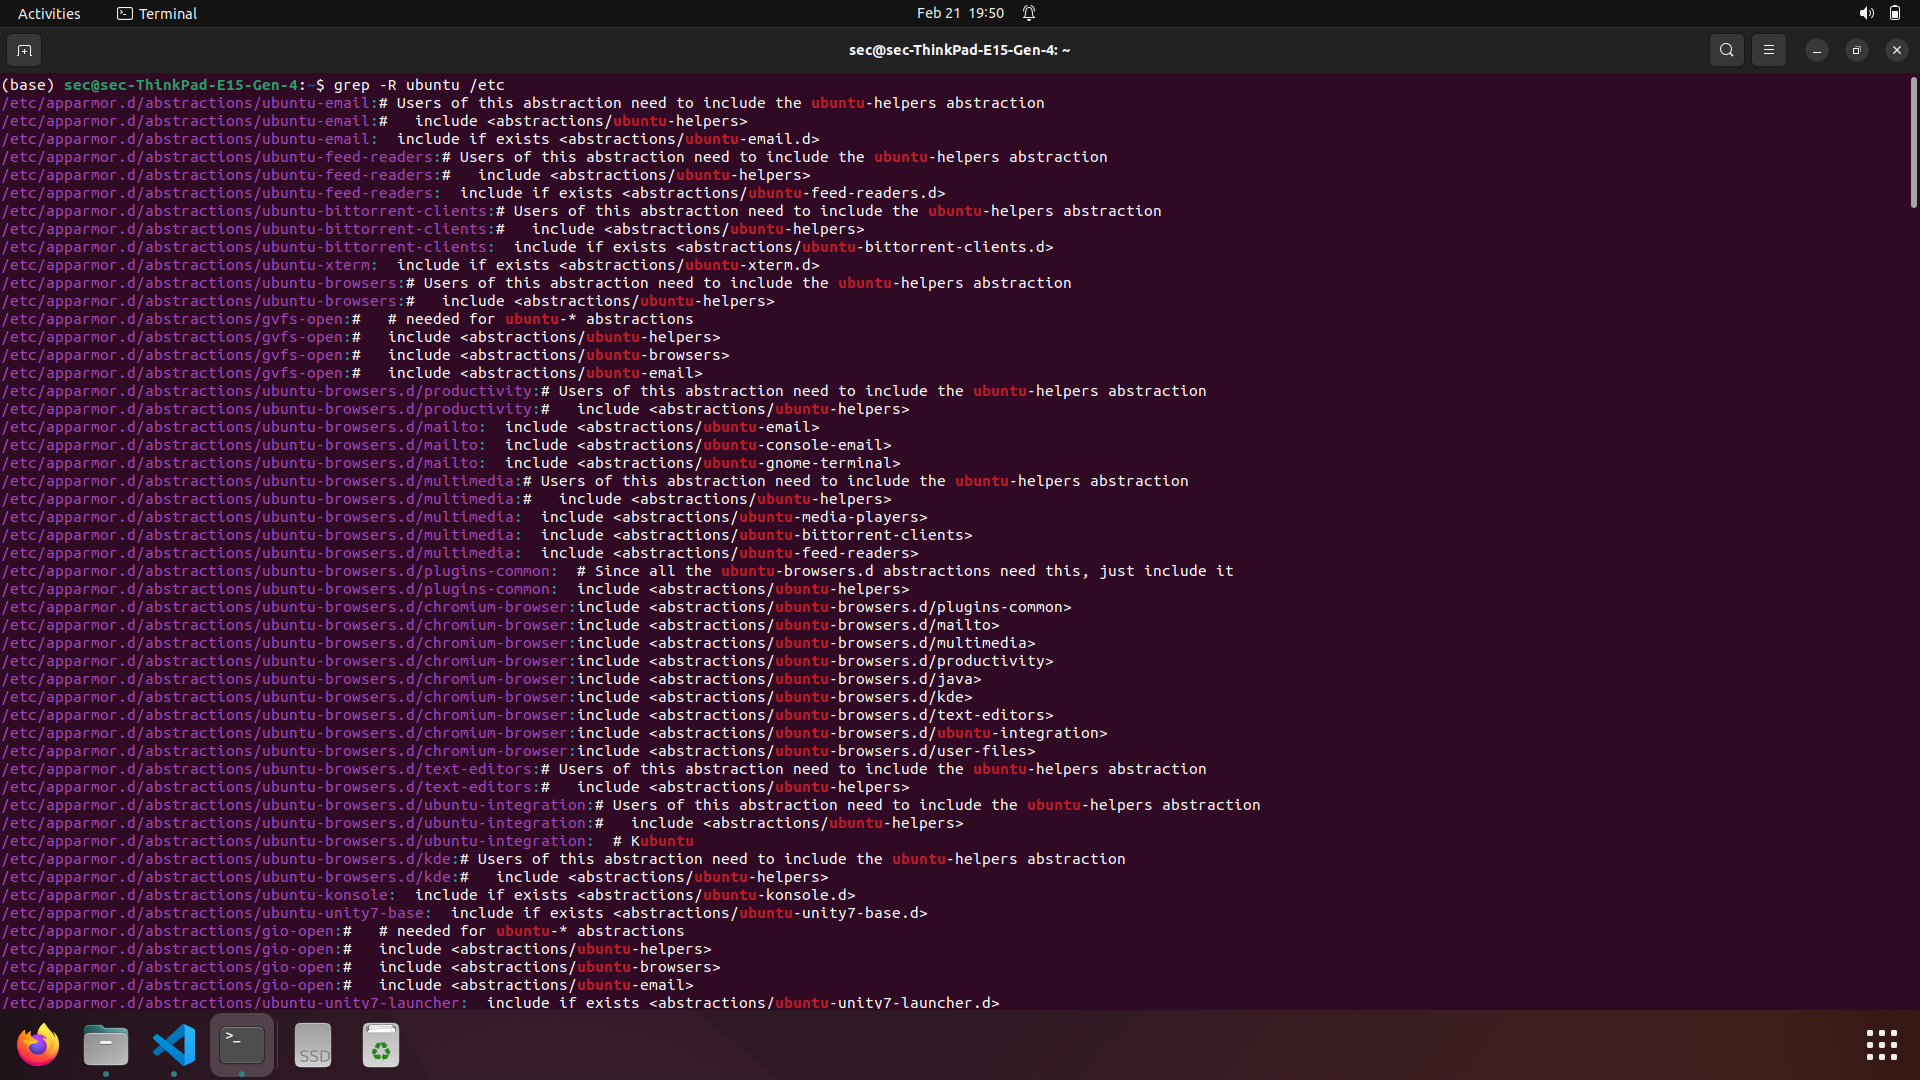 Activities
Terminal
Feb 21 19:50
sec@sec-ThinkPad-E15-Gen-4: ~
(base) sec@sec-ThinkPad-E15-Gen-4:~$ grep -R ubuntu /etc
/etc/apparmor.d/abstractions/ubuntu-email:# Users of this abstraction need to include the ubuntu-helpers abstraction
/etc/apparmor.d/abstractions/ubuntu-email:#   include <abstractions/ubuntu-helpers>
/etc/apparmor.d/abstractions/ubuntu-email:  include if exists <abstractions/ubuntu-email.d>
/etc/apparmor.d/abstractions/ubuntu-feed-readers:# Users of this abstraction need to include the ubuntu-helpers abstraction
/etc/apparmor.d/abstractions/ubuntu-feed-readers:#   include <abstractions/ubuntu-helpers>
/etc/apparmor.d/abstractions/ubuntu-feed-readers:  include if exists <abstractions/ubuntu-feed-readers.d>
/etc/apparmor.d/abstractions/ubuntu-bittorrent-clients:# Users of this abstraction need to include the ubuntu-helpers abstraction
/etc/apparmor.d/abstractions/ubuntu-bittorrent-clients:#   include <abstractions/ubuntu-helpers>
/etc/apparmor.d/abstractions/ubuntu-bittorrent-clients:  include if exists <abstractions/ubuntu-bittorrent-clients.d>
/etc/apparmor.d/abstractions/ubuntu-xterm:  include if exists <abstractions/ubuntu-xterm.d>
/etc/apparmor.d/abstractions/ubuntu-browsers:# Users of this abstraction need to include the ubuntu-helpers abstraction
/etc/apparmor.d/abstractions/ubuntu-browsers:#   include <abstractions/ubuntu-helpers>
/etc/apparmor.d/abstractions/gvfs-open:#   # needed for ubuntu-* abstractions
/etc/apparmor.d/abstractions/gvfs-open:#   include <abstractions/ubuntu-helpers>
/etc/apparmor.d/abstractions/gvfs-open:#   include <abstractions/ubuntu-browsers>
/etc/apparmor.d/abstractions/gvfs-open:#   include <abstractions/ubuntu-email>
/etc/apparmor.d/abstractions/ubuntu-browsers.d/productivity:# Users of this abstraction need to include the ubuntu-helpers abstraction
/etc/apparmor.d/abstractions/ubuntu-browsers.d/productivity:#   include <abstractions/ubuntu-helpers>
/etc/apparmor.d/abstractions/ubuntu-browsers.d/mailto:  include <abstractions/ubuntu-email>
/etc/apparmor.d/abstractions/ubuntu-browsers.d/mailto:  include <abstractions/ubuntu-console-email>
/etc/apparmor.d/abstractions/ubuntu-browsers.d/mailto:  include <abstractions/ubuntu-gnome-terminal>
/etc/apparmor.d/abstractions/ubuntu-browsers.d/multimedia:# Users of this abstraction need to include the ubuntu-helpers abstraction
/etc/apparmor.d/abstractions/ubuntu-browsers.d/multimedia:#   include <abstractions/ubuntu-helpers>
/etc/apparmor.d/abstractions/ubuntu-browsers.d/multimedia:  include <abstractions/ubuntu-media-players>
/etc/apparmor.d/abstractions/ubuntu-browsers.d/multimedia:  include <abstractions/ubuntu-bittorrent-clients>
/etc/apparmor.d/abstractions/ubuntu-browsers.d/multimedia:  include <abstractions/ubuntu-feed-readers>
/etc/apparmor.d/abstractions/ubuntu-browsers.d/plugins-common:  # Since all the ubuntu-browsers.d abstractions need this, just include it
/etc/apparmor.d/abstractions/ubuntu-browsers.d/plugins-common:  include <abstractions/ubuntu-helpers>
/etc/apparmor.d/abstractions/ubuntu-browsers.d/chromium-browser:include <abstractions/ubuntu-browsers.d/plugins-common>
/etc/apparmor.d/abstractions/ubuntu-browsers.d/chromium-browser:include <abstractions/ubuntu-browsers.d/mailto>
/etc/apparmor.d/abstractions/ubuntu-browsers.d/chromium-browser:include <abstractions/ubuntu-browsers.d/multimedia>
/etc/apparmor.d/abstractions/ubuntu-browsers.d/chromium-browser:include <abstractions/ubuntu-browsers.d/productivity>
/etc/apparmor.d/abstractions/ubuntu-browsers.d/chromium-browser:include <abstractions/ubuntu-browsers.d/java>
/etc/apparmor.d/abstractions/ubuntu-browsers.d/chromium-browser:include <abstractions/ubuntu-browsers.d/kde>
/etc/apparmor.d/abstractions/ubuntu-browsers.d/chromium-browser:include <abstractions/ubuntu-browsers.d/text-editors>
/etc/apparmor.d/abstractions/ubuntu-browsers.d/chromium-browser:include <abstractions/ubuntu-browsers.d/ubuntu-integration>
/etc/apparmor.d/abstractions/ubuntu-browsers.d/chromium-browser:include <abstractions/ubuntu-browsers.d/user-files>
/etc/apparmor.d/abstractions/ubuntu-browsers.d/text-editors:# Users of this abstraction need to include the ubuntu-helpers abstraction
/etc/apparmor.d/abstractions/ubuntu-browsers.d/text-editors:#   include <abstractions/ubuntu-helpers>
/etc/apparmor.d/abstractions/ubuntu-browsers.d/ubuntu-integration:# Users of this abstraction need to include the ubuntu-helpers abstraction
/etc/apparmor.d/abstractions/ubuntu-browsers.d/ubuntu-integration:#   include <abstractions/ubuntu-helpers>
/etc/apparmor.d/abstractions/ubuntu-browsers.d/ubuntu-integration:  # Kubuntu
/etc/apparmor.d/abstractions/ubuntu-browsers.d/kde:# Users of this abstraction need to include the ubuntu-helpers abstraction
/etc/apparmor.d/abstractions/ubuntu-browsers.d/kde:#   include <abstractions/ubuntu-helpers>
/etc/apparmor.d/abstractions/ubuntu-konsole:  include if exists <abstractions/ubuntu-konsole.d>
/etc/apparmor.d/abstractions/ubuntu-unity7-base:  include if exists <abstractions/ubuntu-unity7-base.d>
/etc/apparmor.d/abstractions/gio-open:#   # needed for ubuntu-* abstractions
/etc/apparmor.d/abstractions/gio-open:#   include <abstractions/ubuntu-helpers>
/etc/apparmor.d/abstractions/gio-open:#   include <abstractions/ubuntu-browsers>
/etc/apparmor.d/abstractions/gio-open:#   include <abstractions/ubuntu-email>
/etc/apparmor.d/abstractions/ubuntu-unity7-launcher:  include if exists <abstractions/ubuntu-unity7-launcher.d>
SSD